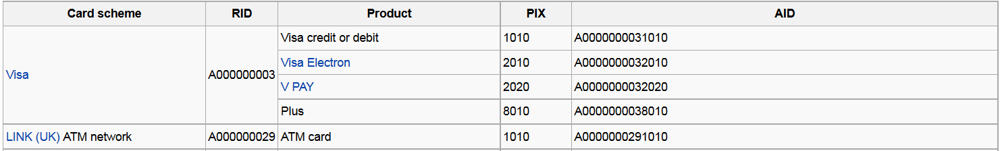 Card scheme RID Product PIX AID
Visa A000000003 Visa credit or debit 1010 A0000000031010
Visa Electron 2010 A0000000032010
V PAY 2020 A0000000032020
Plus 8010 A0000000038010
LINK (UK) ATM network A000000029 ATM card 1010 A0000000291010